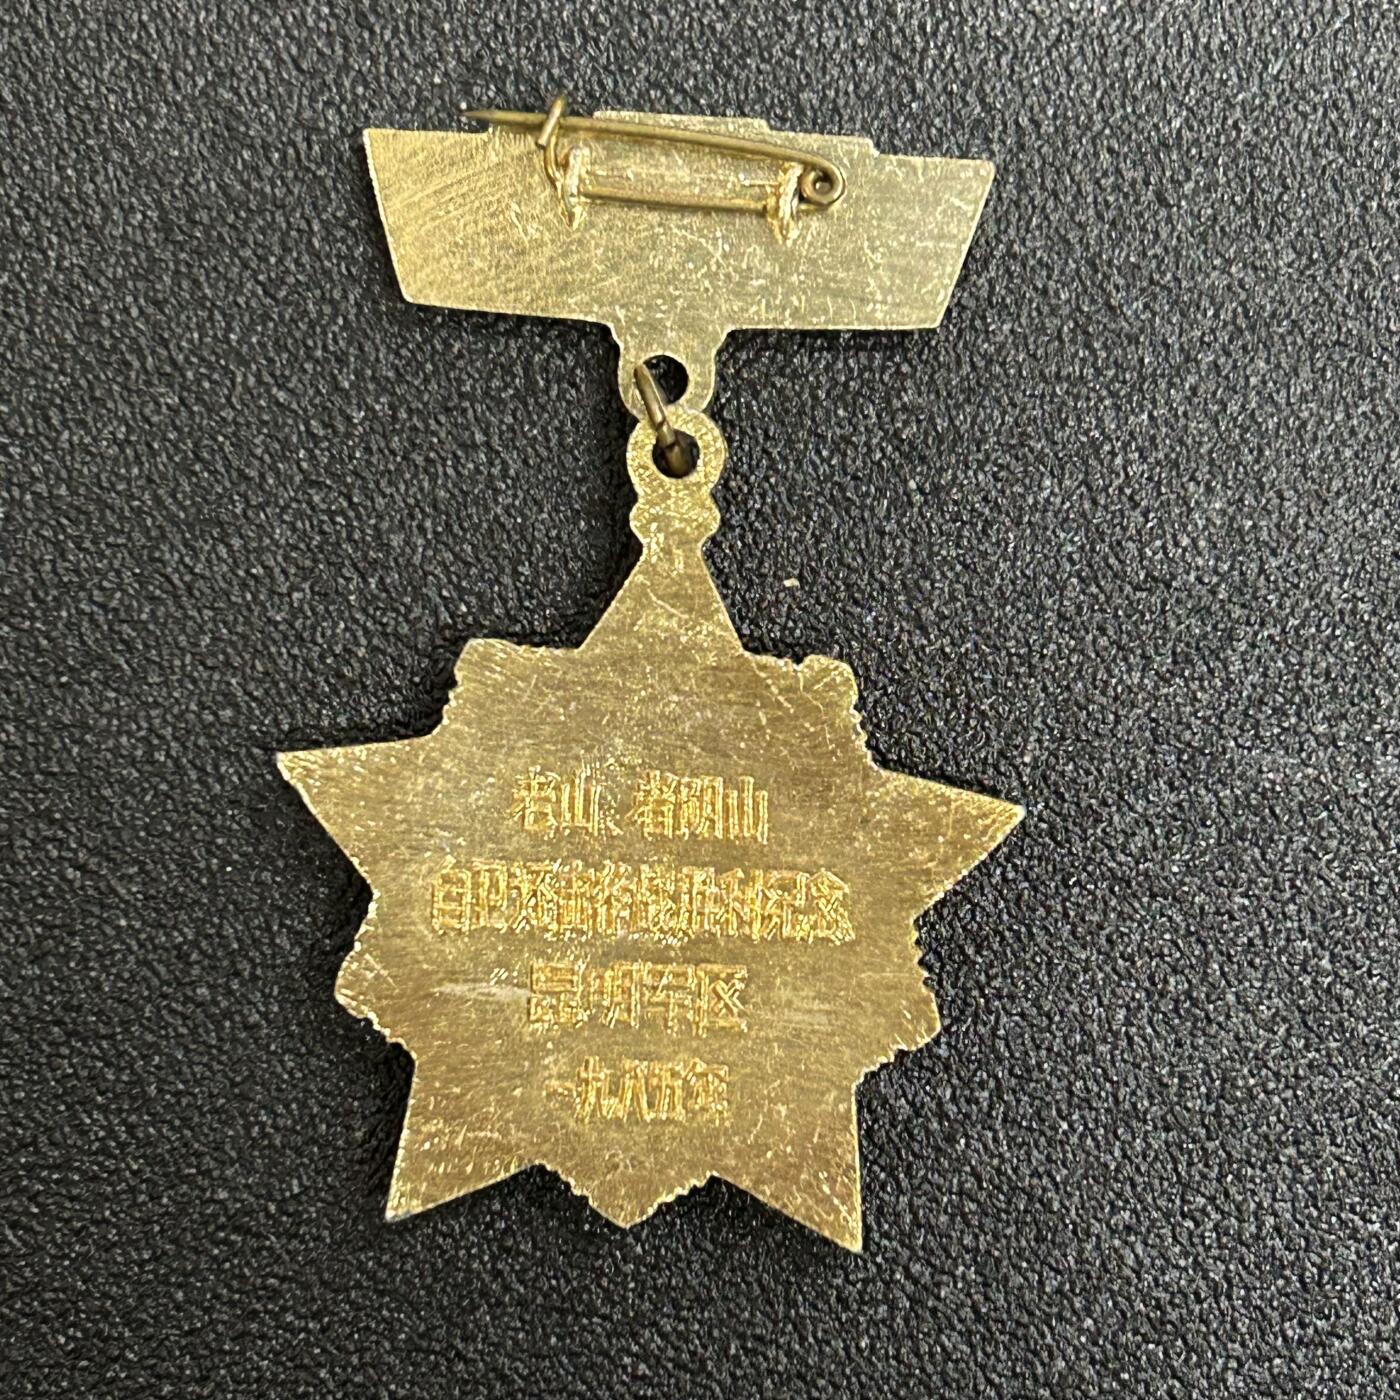 老山、者阴山
自卫还击作战胜利纪念
昆明军区
一九八五年